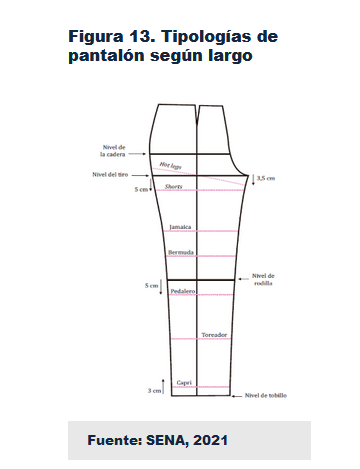 Figura 13. Tipologías de
pantalón según largo
Nivel de
la cadera
Hot legs
Nivel del tiro
3,5 cm
5 cm
Shorts
Jamaica
Bermuda
Nivel de
rodilla
5 cm
Pedalero
Toreador
Capri
3 cm
Nivel de tobillo
Fuente: SENA, 2021